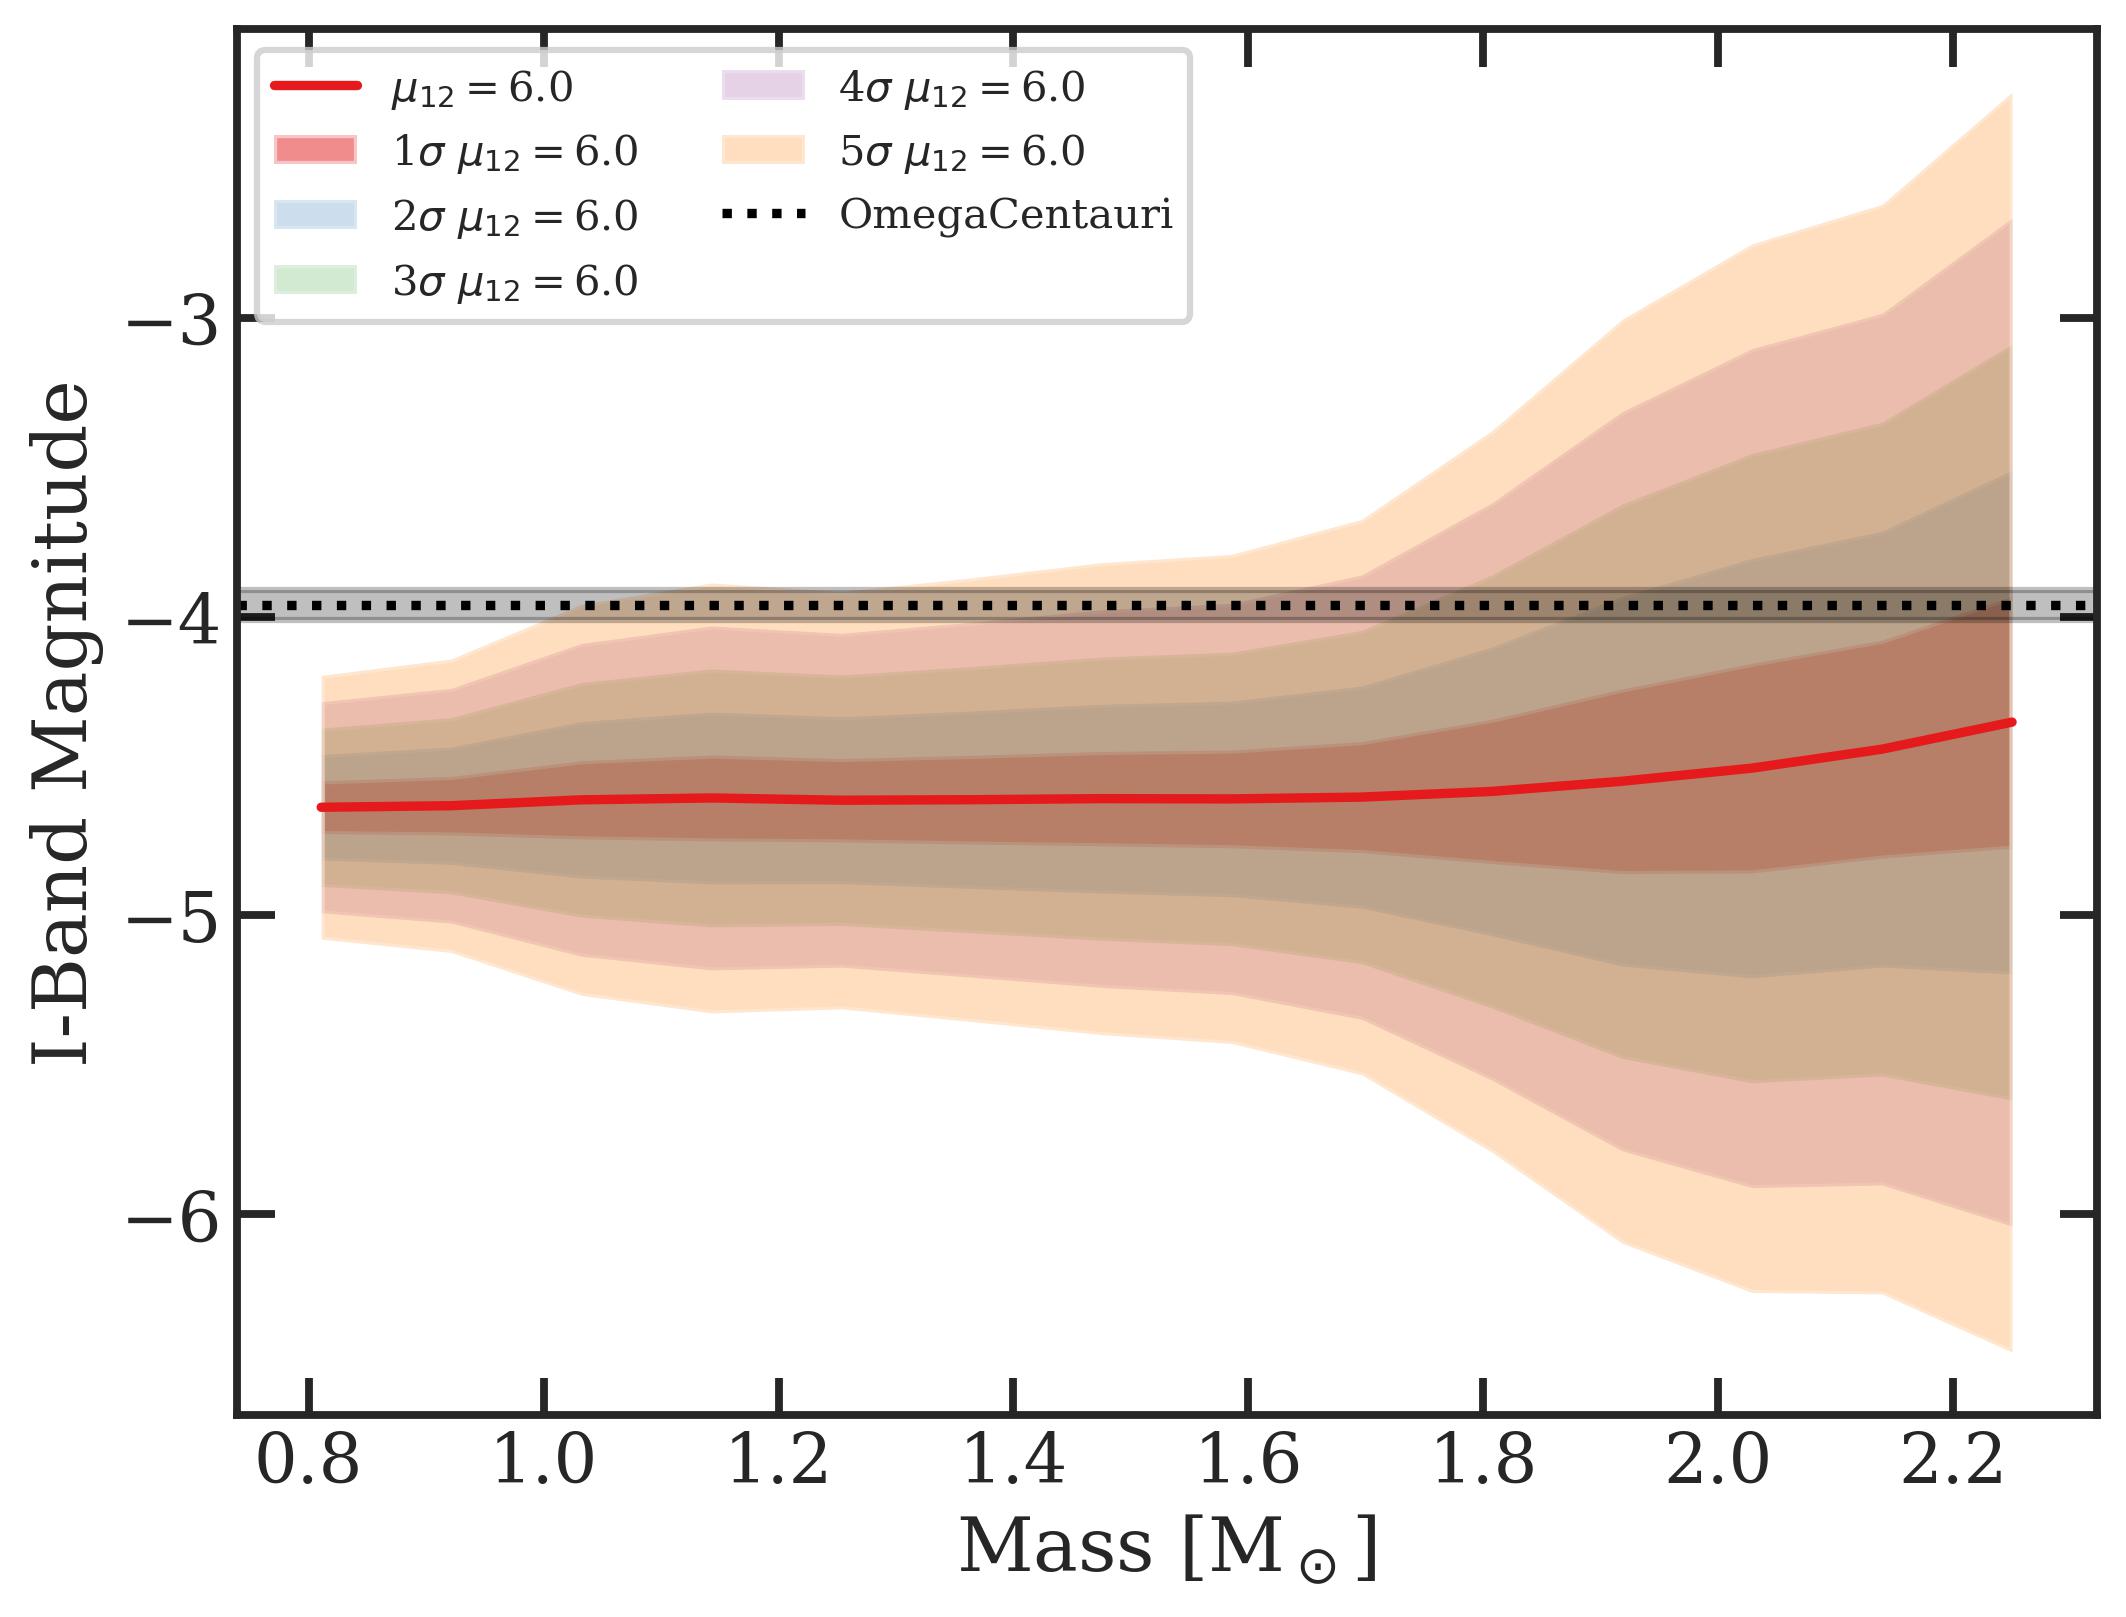 μ₁₂ = 6.0
1σ μ₁₂ = 6.0
2σ μ₁₂ = 6.0
3σ μ₁₂ = 6.0
4σ μ₁₂ = 6.0
5σ μ₁₂ = 6.0
OmegaCentauri
I-Band Magnitude
−3
−4
−5
−6
0.8 1.0 1.2 1.4 1.6 1.8 2.0 2.2
Mass [M⊙]